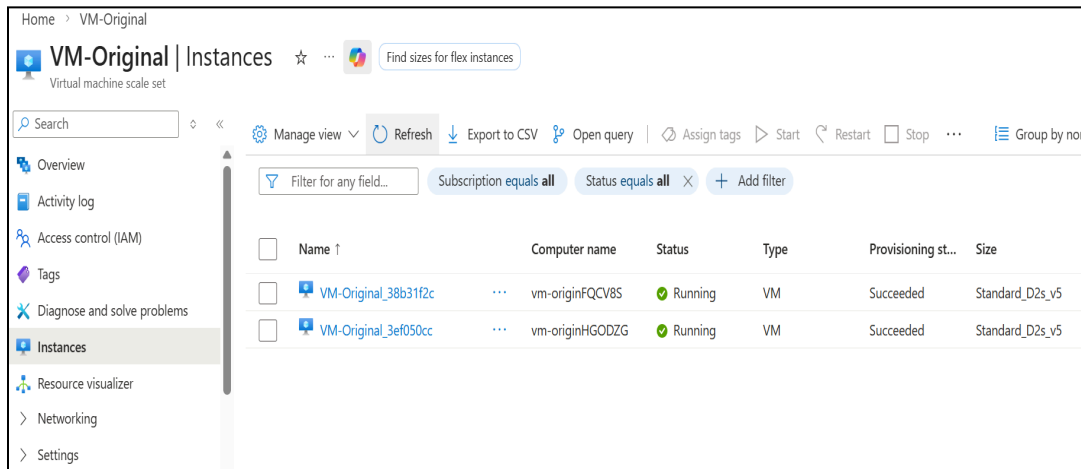 Home > VM-Original
VM-Original | Instances ☆ ... Find sizes for flex instances
Virtual machine scale set
Search
Overview
Activity log
Access control (IAM)
Tags
Diagnose and solve problems
Instances
Resource visualizer
Networking
Settings
Manage view Refresh Export to CSV Open query Assign tags Start Restart Stop ... Group by nor
Filter for any field... Subscription equals all Status equals all × + Add filter
Name ↑ Computer name Status Type Provisioning st... Size
VM-Original_38b31f2c ... vm-originFQCV8S Running VM Succeeded Standard_D2s_v5
VM-Original_3ef050cc ... vm-originHGODZG Running VM Succeeded Standard_D2s_v5